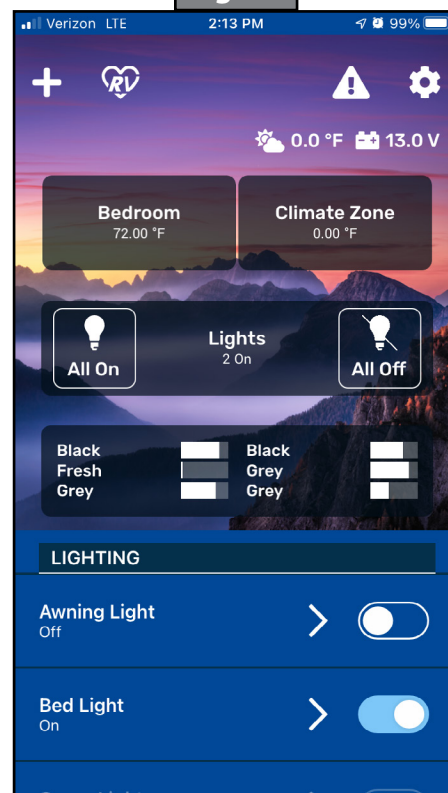 Verizon LTE 2:13 PM 99%
RV
0.0 °F 13.0 V
Bedroom Climate Zone
72.00 °F 0.00 °F
Lights
2 On
All On All Off
Black Black
Fresh Grey
Grey Grey
LIGHTING
Awning Light
Off
Bed Light
On